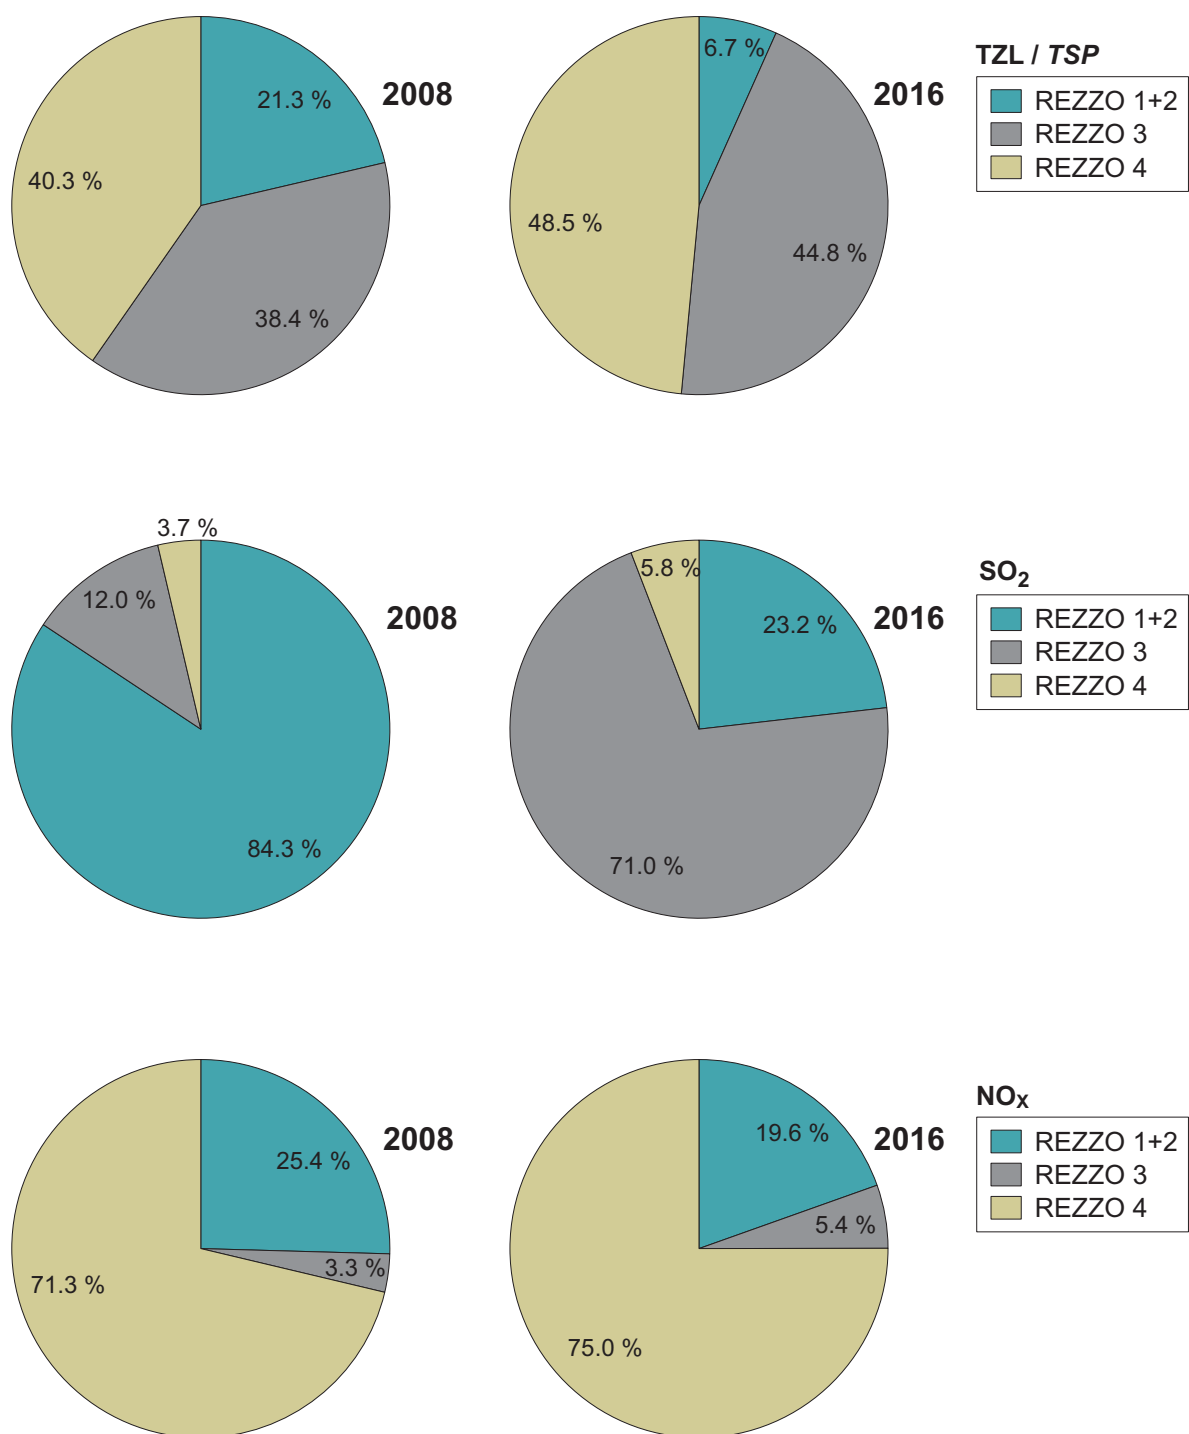 TZL / TSP
2008
21.3 %
38.4 %
40.3 %
2016
6.7 %
44.8 %
48.5 %
REZZO 1+2
REZZO 3
REZZO 4
SO2
2008
3.7 %
12.0 %
84.3 %
2016
5.8 %
23.2 %
71.0 %
REZZO 1+2
REZZO 3
REZZO 4
NOX
2008
25.4 %
3.3 %
71.3 %
2016
19.6 %
5.4 %
75.0 %
REZZO 1+2
REZZO 3
REZZO 4